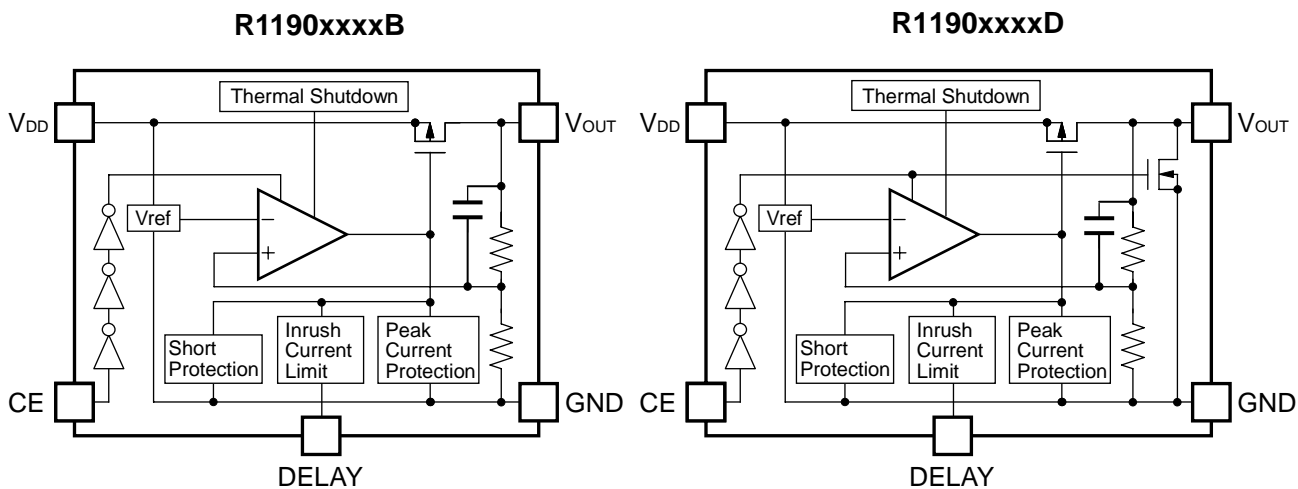 R1190xxxxB
Thermal Shutdown
VDD
VOUT
Vref
−
+
Short
Protection
Inrush
Current
Limit
Peak
Current
Protection
CE
GND
DELAY
R1190xxxxD
Thermal Shutdown
VDD
VOUT
Vref
−
+
Short
Protection
Inrush
Current
Limit
Peak
Current
Protection
CE
GND
DELAY